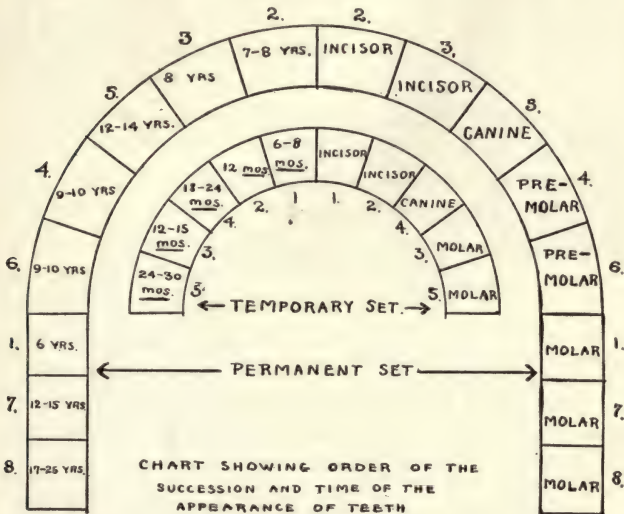 2. 2.
3 3.
7-8 YRS. INCISOR
8 YRS INCISOR
5. 5.
12-14 YRS. CANINE
4. 4.
9-10 YRS PRE-
MOLAR
6. 6.
9-10 YRS PRE-
MOLAR
1. 6 YRS. MOLAR 1.
7. 12-15 YRS MOLAR 7.
8. 17-25 YRS. MOLAR 8.
6-8
mos. INCISOR
12 mos. INCISOR
18-24
mos. CANINE
12-15
mos. MOLAR
24-30
mos. MOLAR
1 1.
2. 2.
4. 4.
3. 3.
5. 5.
TEMPORARY SET.
PERMANENT SET
CHART SHOWING ORDER OF THE
SUCCESSION AND TIME OF THE
APPEARANCE OF TEETH